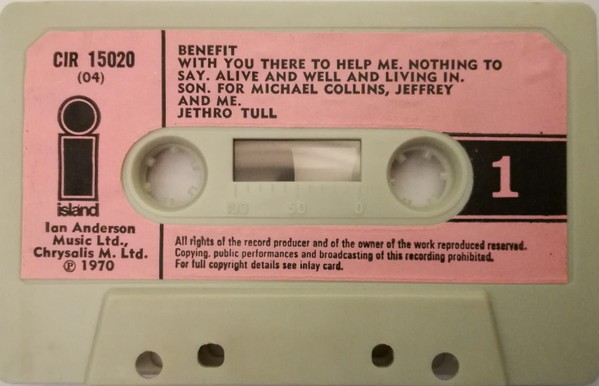 CIR 15020
(04)
island
Ian Anderson
Music Ltd.,
Chrysalis M. Ltd.
℗ 1970
BENEFIT
WITH YOU THERE TO HELP ME. NOTHING TO
SAY. ALIVE AND WELL AND LIVING IN.
SON. FOR MICHAEL COLLINS, JEFFREY
AND ME.
JETHRO TULL
100 50 0
1
All rights of the record producer and of the owner of the work reproduced reserved.
Copying, public performances and broadcasting of this recording prohibited.
For full copyright details see inlay card.